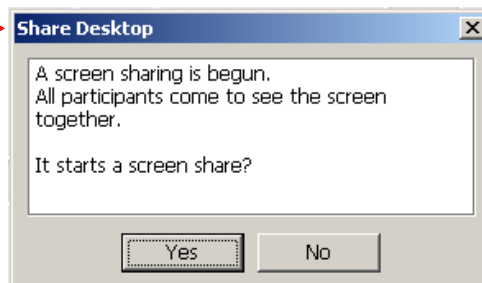 Share Desktop
A screen sharing is begun.
All participants come to see the screen
together.
It starts a screen share?
Yes
No